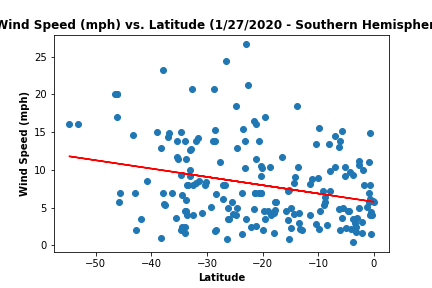 Wind Speed (mph) vs. Latitude (1/27/2020 - Southern Hemispher
25
20
15
10
5
0
Wind Speed (mph)
−50 −40 −30 −20 −10 0
Latitude